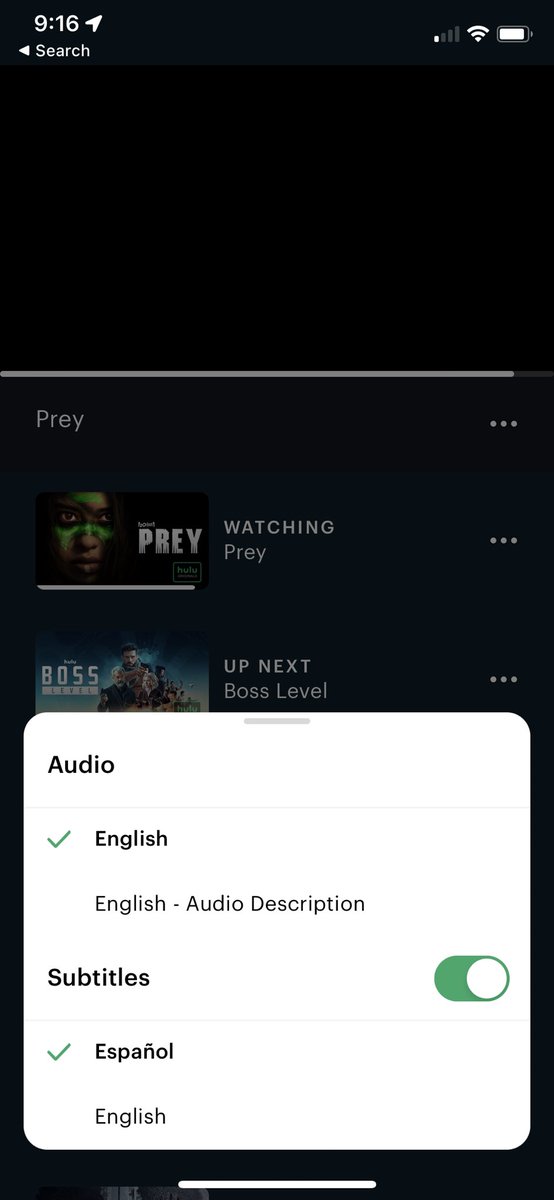 9:16
◀ Search
Prey
PREY
hulu
WATCHING
Prey
hulu
BOSS
LEVEL
hulu
UP NEXT
Boss Level
Audio
English
English - Audio Description
Subtitles
Español
English